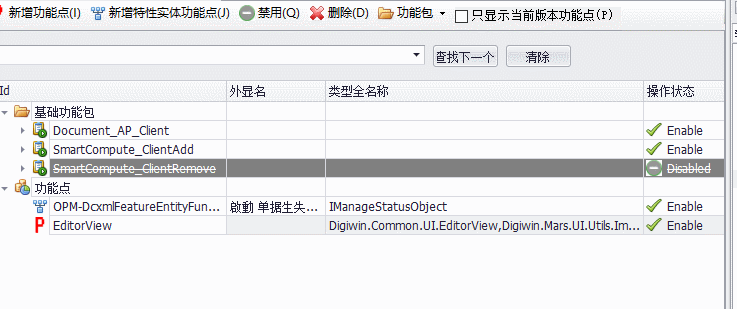 新增功能点(I) 新增特性实体功能点(J) 禁用(Q) 删除(D) 功能包 只显示当前版本功能点(P)
查找下一个 清除
Id 外显名 类型全名称 操作状态
基础功能包
Document_AP_Client Enable
SmartCompute_ClientAdd Enable
SmartCompute_ClientRemove Disabled
功能点
OPM-DcxmlFeatureEntityFun... 啟動 单据生失... IManageStatusObject Enable
P EditorView Digiwin.Common.UI.EditorView,Digiwin.Mars.UI.Utils.Im... Enable